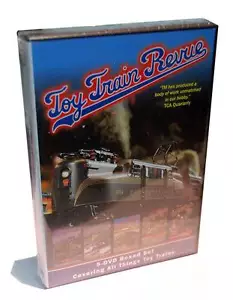 Toy Train Revue
"TM has produced a
body of work unmatched
in our hobby."
TCA Quarterly
5-DVD Boxed Set
Covering All Things Toy Trains